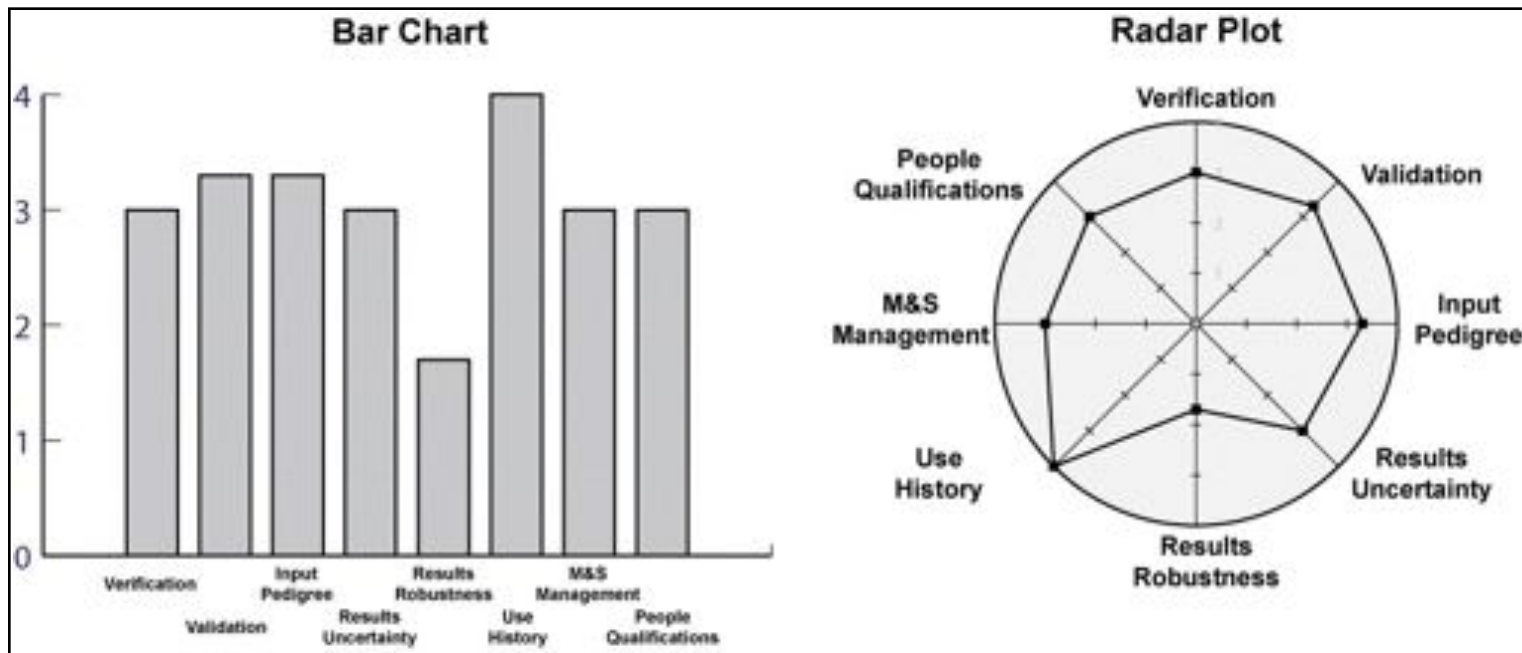 Bar Chart
4
3
2
1
0
Verification
Validation
Input
Pedigree
Results
Uncertainty
Results
Robustness
Use
History
M&S
Management
People
Qualifications
Radar Plot
Verification
Validation
Input
Pedigree
Results
Uncertainty
Results
Robustness
Use
History
M&S
Management
People
Qualifications